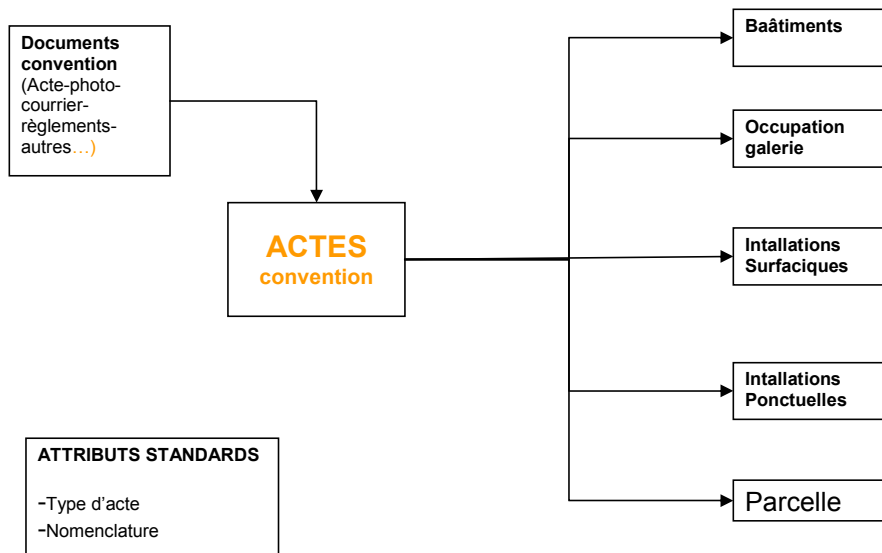 Documents
convention
(Acte-photo-
courrier-
règlements-
autres…)
ACTES
convention
Baâtiments
Occupation
galerie
Intallations
Surfaciques
Intallations
Ponctuelles
Parcelle
ATTRIBUTS STANDARDS
-Type d’acte
-Nomenclature